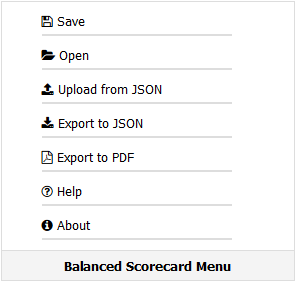 Save
Open
Upload from JSON
Export to JSON
Export to PDF
Help
About
Balanced Scorecard Menu